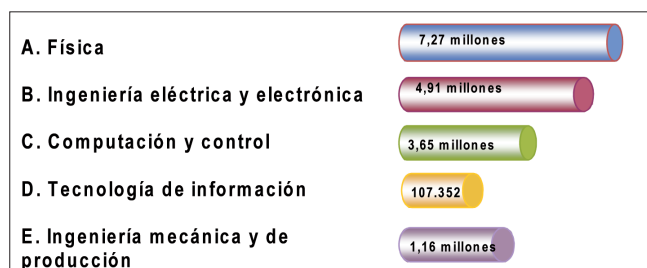 A. Física
7,27 millones
B. Ingeniería eléctrica y electrónica
4,91 millones
C. Computación y control
3,65 millones
D. Tecnología de información
107.352
E. Ingeniería mecánica y de
producción
1,16 millones